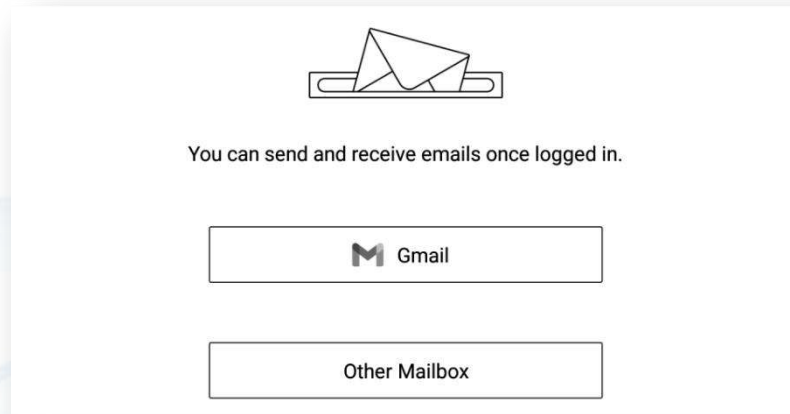 You can send and receive emails once logged in.
Gmail
Other Mailbox